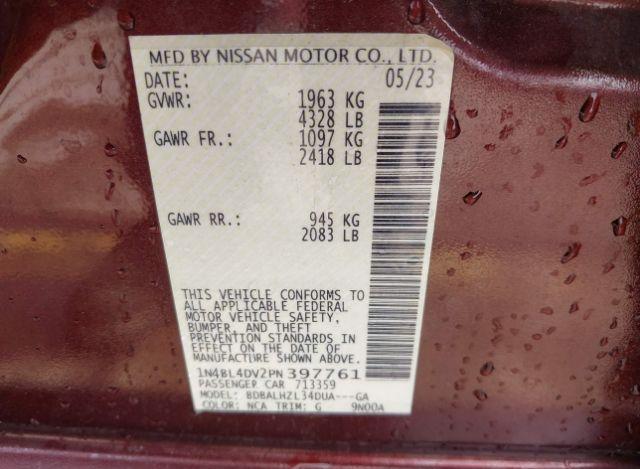 MFD BY NISSAN MOTOR CO., LTD.
DATE: 05/23
GVWR: 1963 KG
4328 LB
GAWR FR.: 1097 KG
2418 LB
GAWR RR.: 945 KG
2083 LB
THIS VEHICLE CONFORMS TO
ALL APPLICABLE FEDERAL
MOTOR VEHICLE SAFETY,
BUMPER, AND THEFT
PREVENTION STANDARDS IN
EFFECT ON THE DATE OF
MANUFACTURE SHOWN ABOVE.
1N4BL4DV2PN397761
PASSENGER CAR 713359
MODEL: BDBALHZL34DUA---GA
COLOR: NCA TRIM: G 9N00A